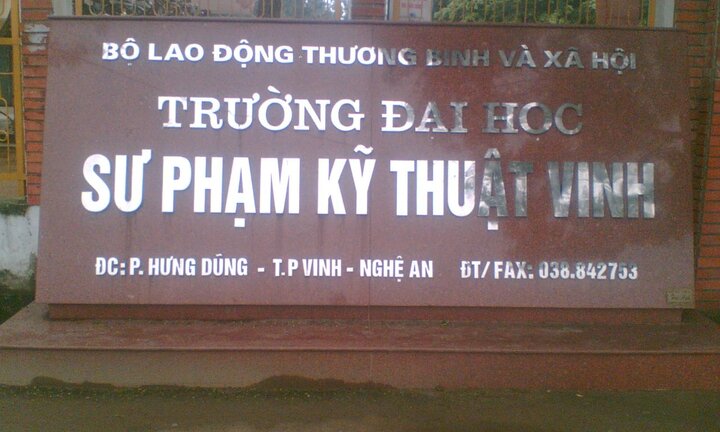 BỘ LAO ĐỘNG THƯƠNG BINH VÀ XÃ HỘI
TRƯỜNG ĐẠI HỌC
SƯ PHẠM KỸ THUẬT VINH
ĐC: P. HƯNG DŨNG - T.P VINH - NGHỆ AN ĐT/FAX: 038.842753